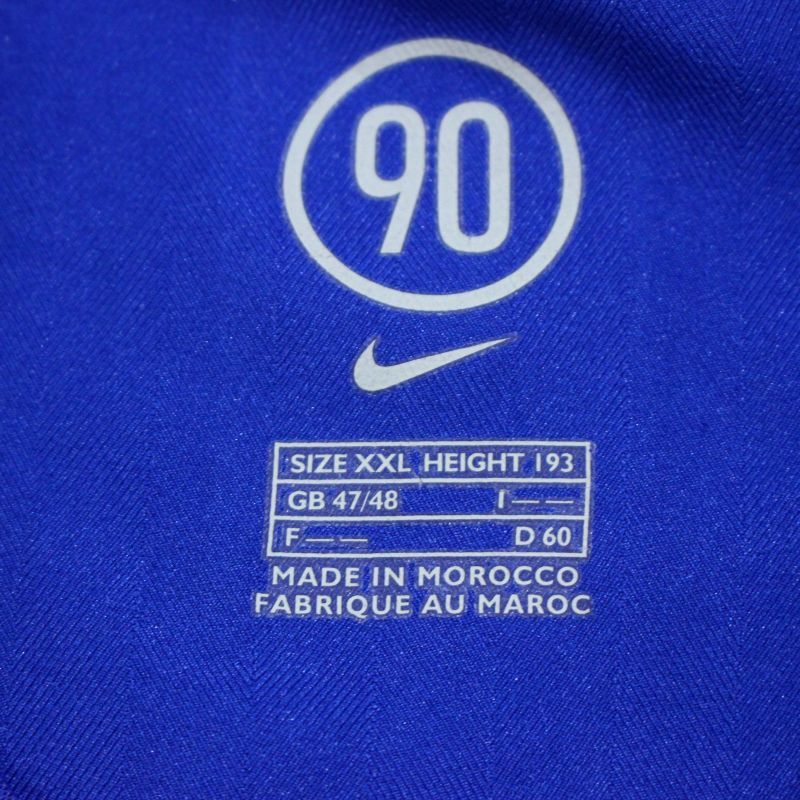 90
SIZE XXL HEIGHT 193
GB 47/48 I — —
F — — D 60
MADE IN MOROCCO
FABRIQUE AU MAROC